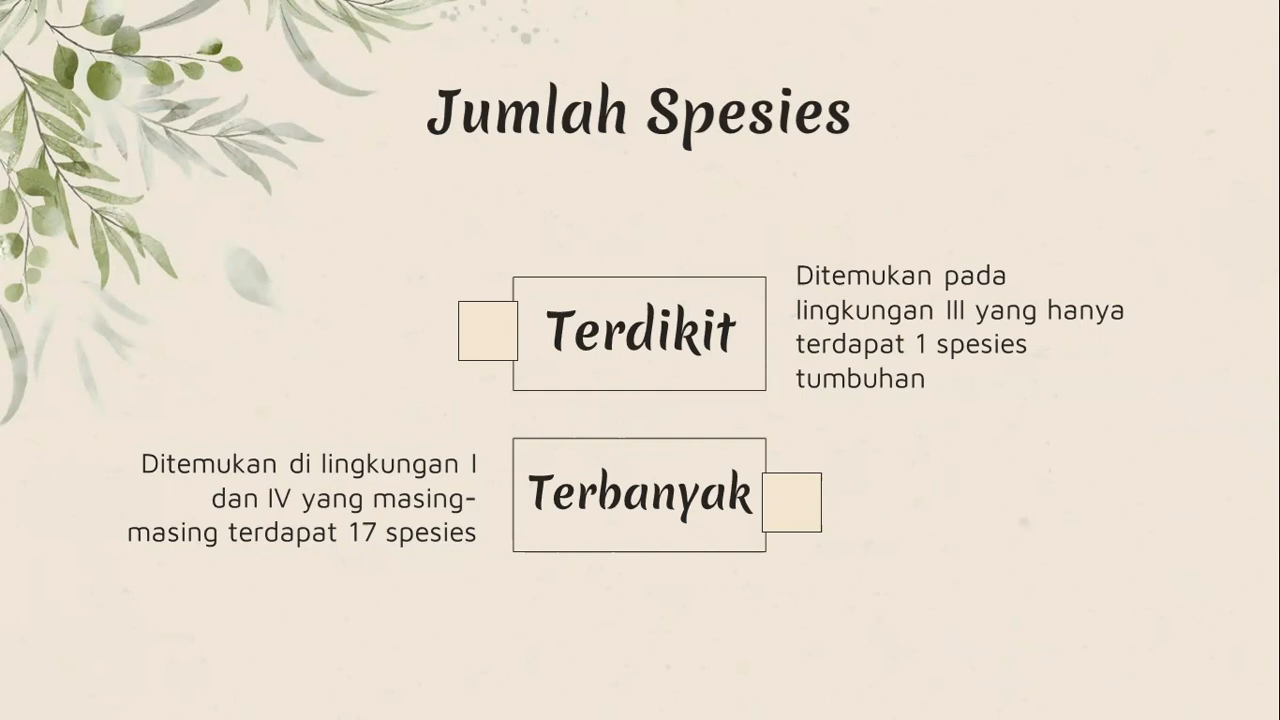 Jumlah Spesies
Terdikit
Ditemukan pada
lingkungan III yang hanya
terdapat 1 spesies
tumbuhan
Ditemukan di lingkungan I
dan IV yang masing-
masing terdapat 17 spesies
Terbanyak